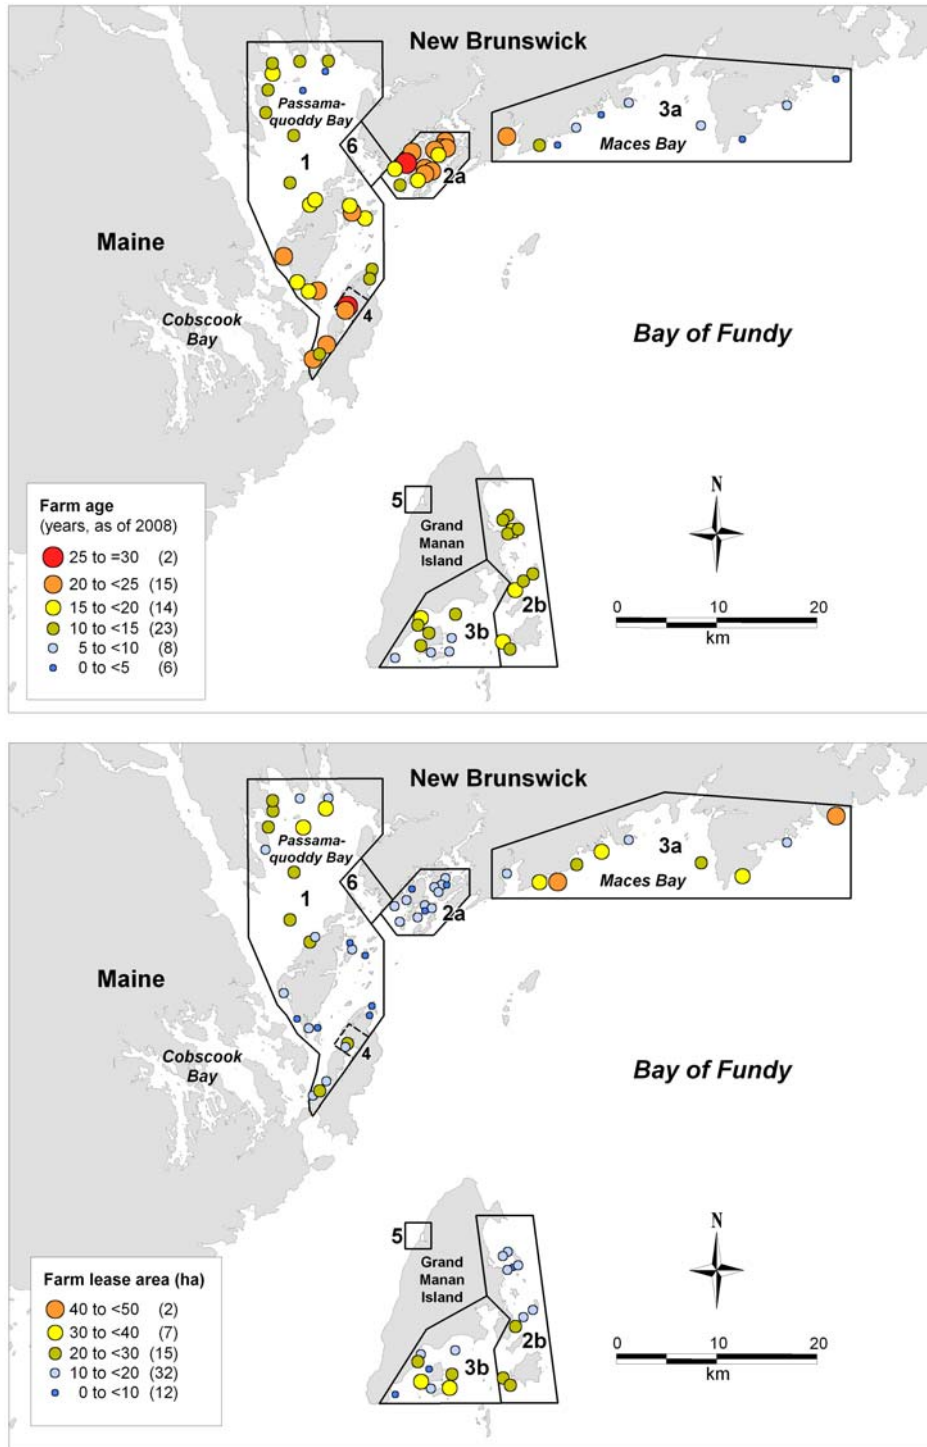 New Brunswick
Passama-
quoddy Bay
6
3a
Maces Bay
1
2a
Maine
4
Cobscook
Bay
Bay of Fundy
Farm age
(years, as of 2008)
25 to =30 (2)
20 to <25 (15)
15 to <20 (14)
10 to <15 (23)
5 to <10 (8)
0 to <5 (6)
5
Grand
Manan
Island
2b
3b
N
0 10 20
km
New Brunswick
Passama-
quoddy Bay
6
3a
Maces Bay
1
2a
Maine
4
Cobscook
Bay
Bay of Fundy
Farm lease area (ha)
40 to <50 (2)
30 to <40 (7)
20 to <30 (15)
10 to <20 (32)
0 to <10 (12)
5
Grand
Manan
Island
2b
3b
N
0 10 20
km